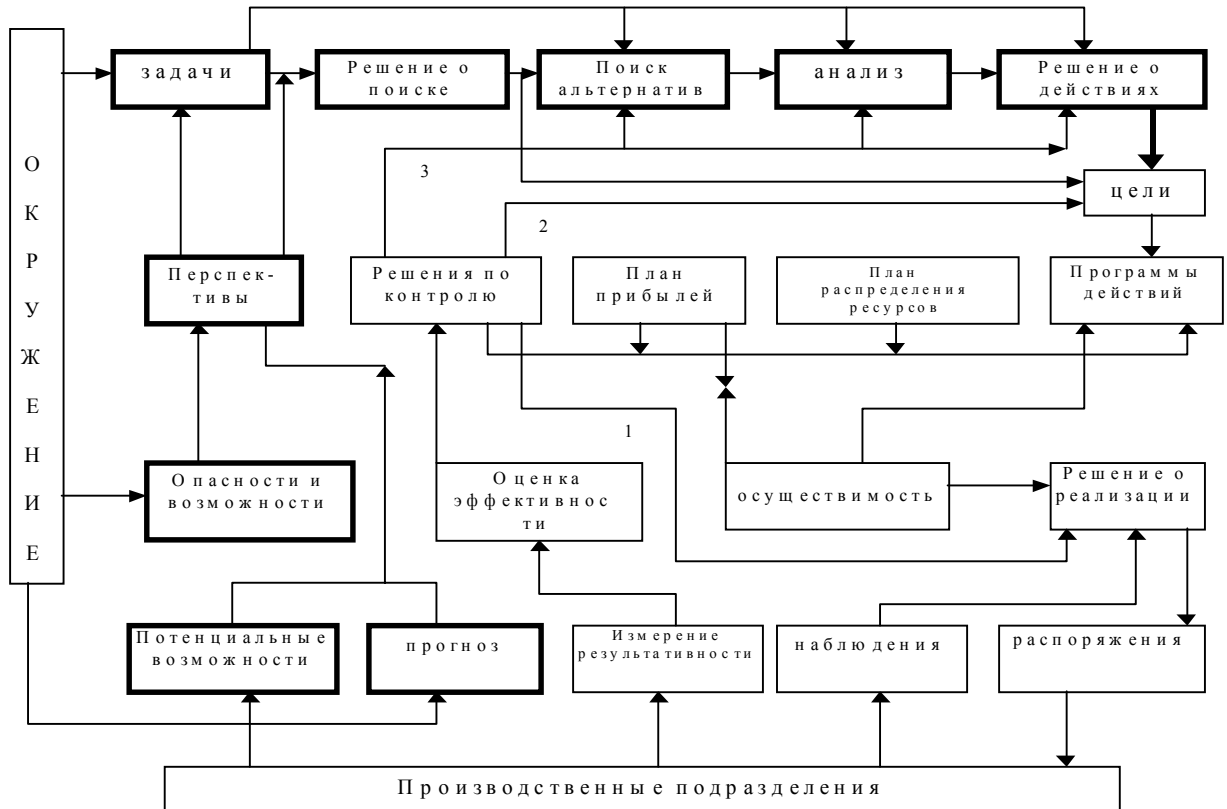 ОКРУЖЕНИЕ
задачи
Решение о
поиске
Поиск
альтернатив
анализ
Решение о
действиях
3
цели
2
Перспек-
тивы
Решения по
контролю
План
прибылей
План
распределения
ресурсов
Программы
действий
1
Опасности и
возможности
Оценка
эффективнос
ти
осуществимость
Решение о
реализации
Потенциальные
возможности
прогноз
Измерение
результативности
наблюдения
распоряжения
Производственные подразделения